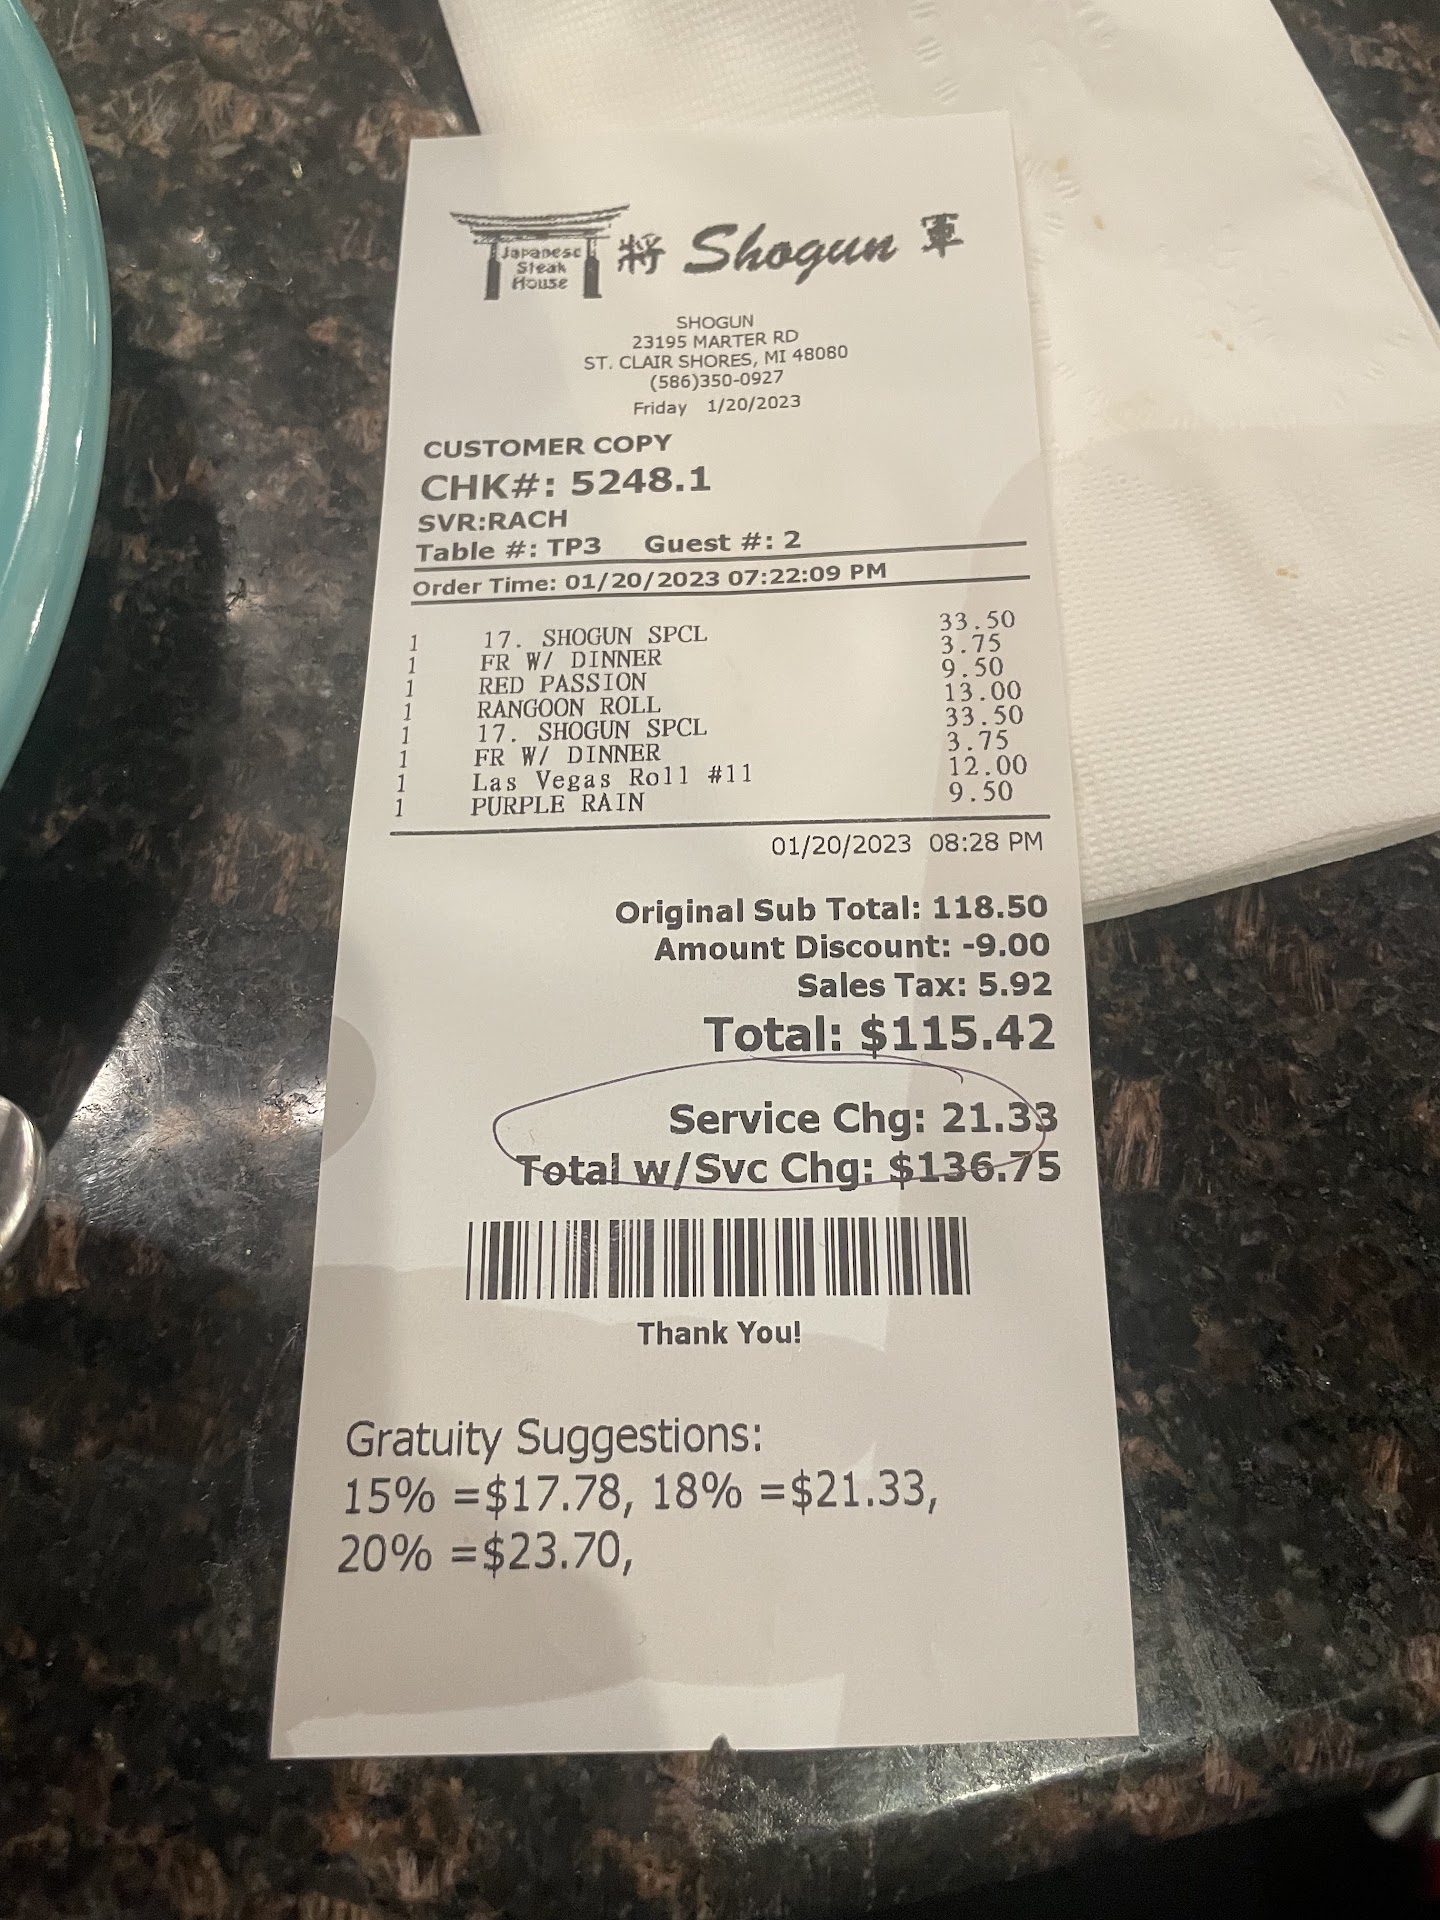 Japanese
Steak
House
将 Shogun 軍
SHOGUN
23195 MARTER RD
ST. CLAIR SHORES, MI 48080
(586)350-0927
Friday 1/20/2023
CUSTOMER COPY
CHK#: 5248.1
SVR:RACH
Table #: TP3 Guest #: 2
Order Time: 01/20/2023 07:22:09 PM
1 17. SHOGUN SPCL 33.50
1 FR W/ DINNER 3.75
1 RED PASSION 9.50
1 RANGOON ROLL 13.00
1 17. SHOGUN SPCL 33.50
1 FR W/ DINNER 3.75
1 Las Vegas Roll #11 12.00
1 PURPLE RAIN 9.50
01/20/2023 08:28 PM
Original Sub Total: 118.50
Amount Discount: -9.00
Sales Tax: 5.92
Total: $115.42
Service Chg: 21.33
Total w/Svc Chg: $136.75
Thank You!
Gratuity Suggestions:
15% =$17.78, 18% =$21.33,
20% =$23.70,